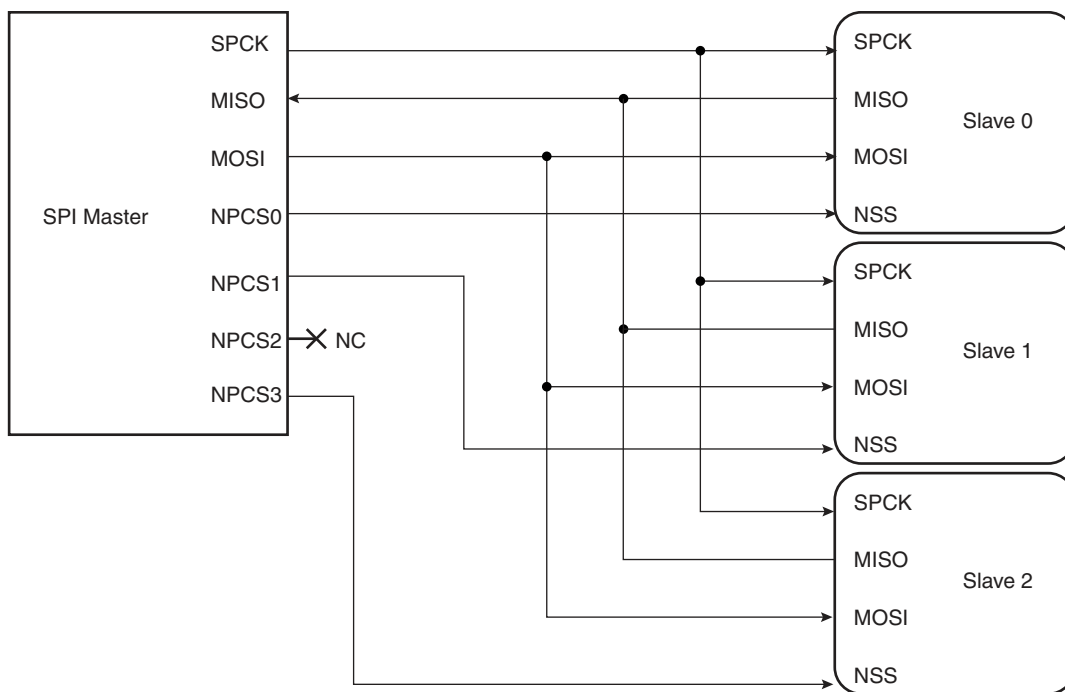 SPI Master
SPCK
MISO
MOSI
NPCS0
NPCS1
NPCS2
NC
NPCS3
SPCK
MISO
Slave 0
MOSI
NSS
SPCK
MISO
Slave 1
MOSI
NSS
SPCK
MISO
Slave 2
MOSI
NSS